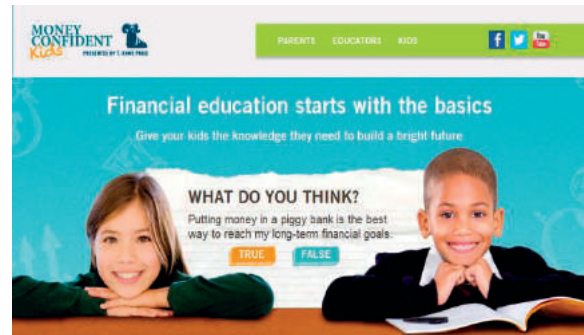 MONEY
CONFIDENT
Kids
PRESENTED BY T. ROWE PRICE
PARENTS EDUCATORS KIDS
f You Tube
Financial education starts with the basics
Give your kids the knowledge they need to build a bright future
WHAT DO YOU THINK?
Putting money in a piggy bank is the best
way to reach my long-term financial goals.
TRUE FALSE